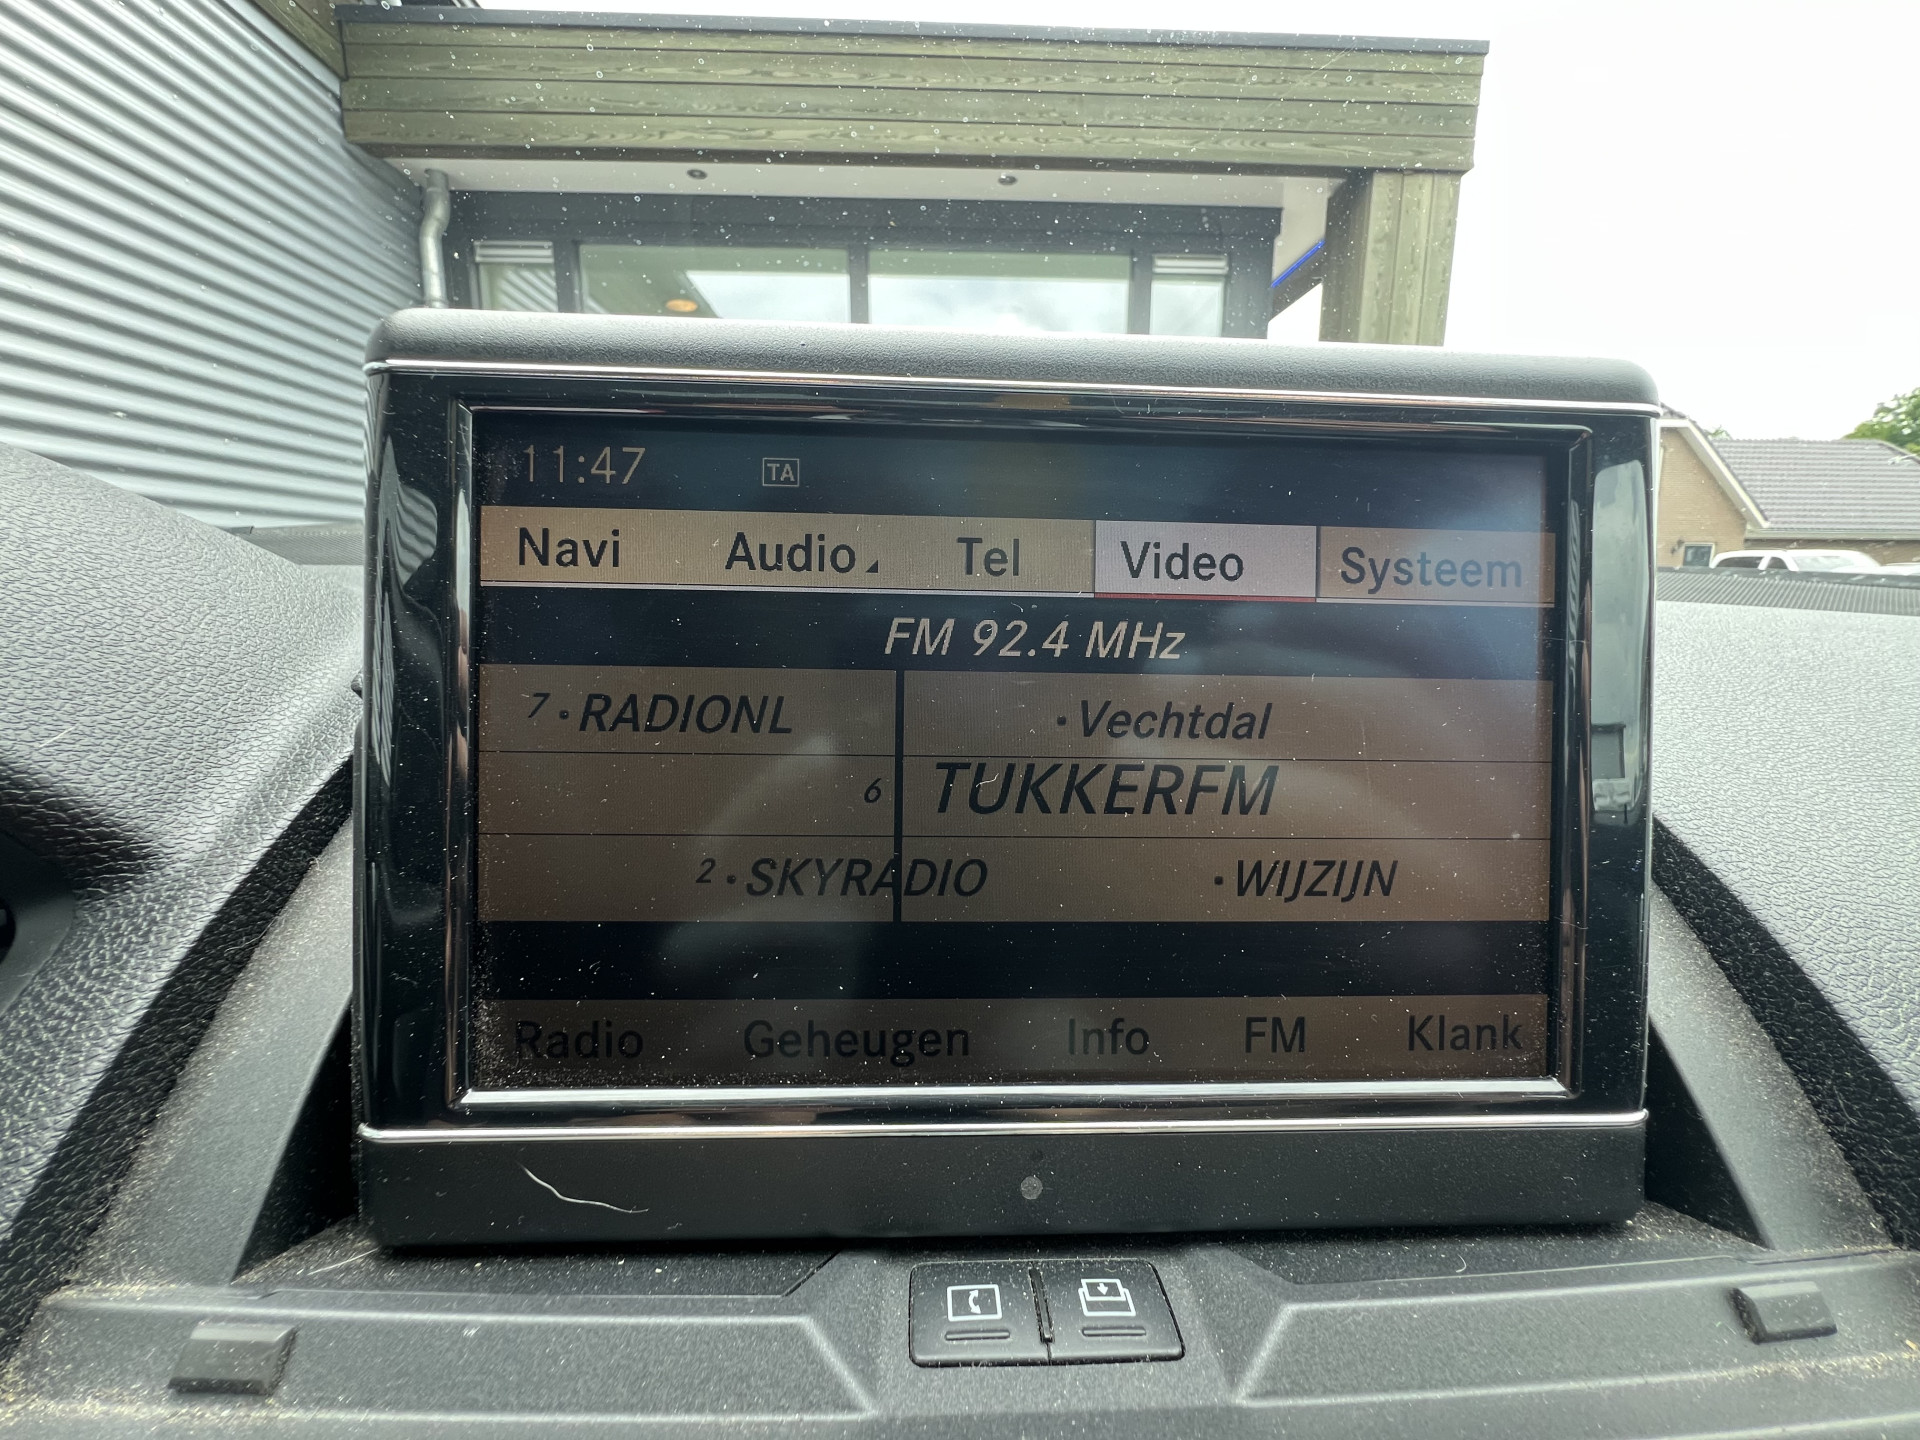 11:47 TA
Navi Audio Tel Video Systeem
FM 92.4 MHz
7 · RADIONL · Vechtdal
6 TUKKERFM
2 · SKYRADIO · WIJZIJN
Radio Geheugen Info FM Klank